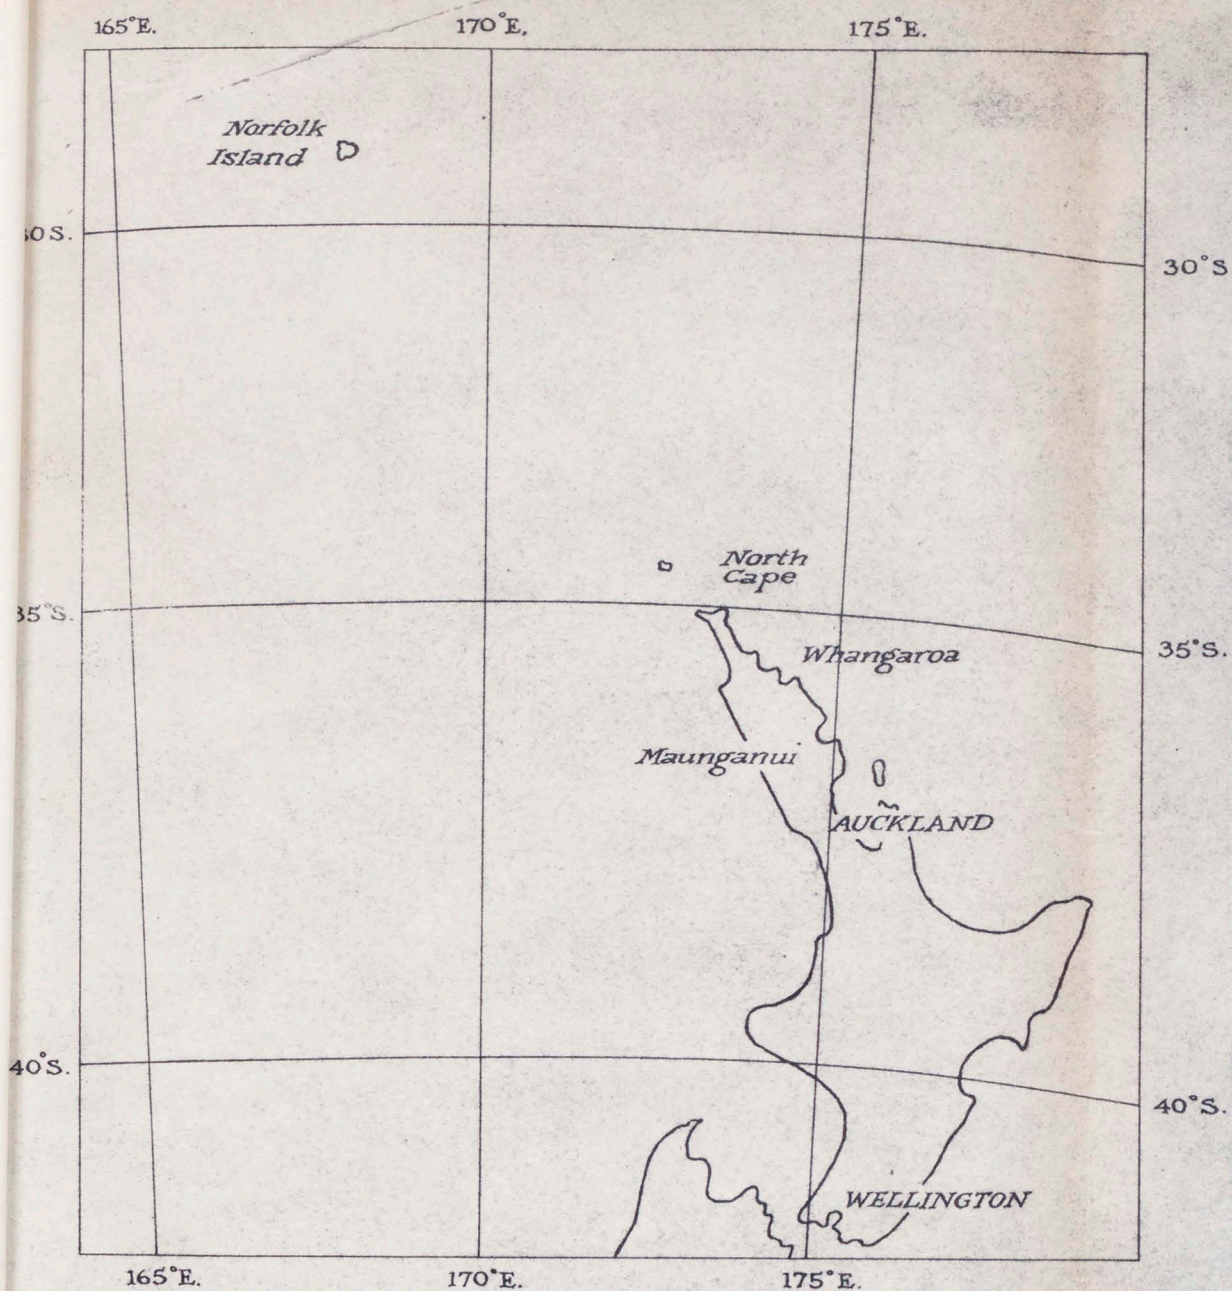 165°E.
170°E,
175°E.
Norfolk
Island
0S.
30°S
North
Cape
35°S.
Whangaroa
35°S.
Maunganui
AUCKLAND
40°S.
40°S.
WELLINGTON
165°E.
170°E.
175°E.